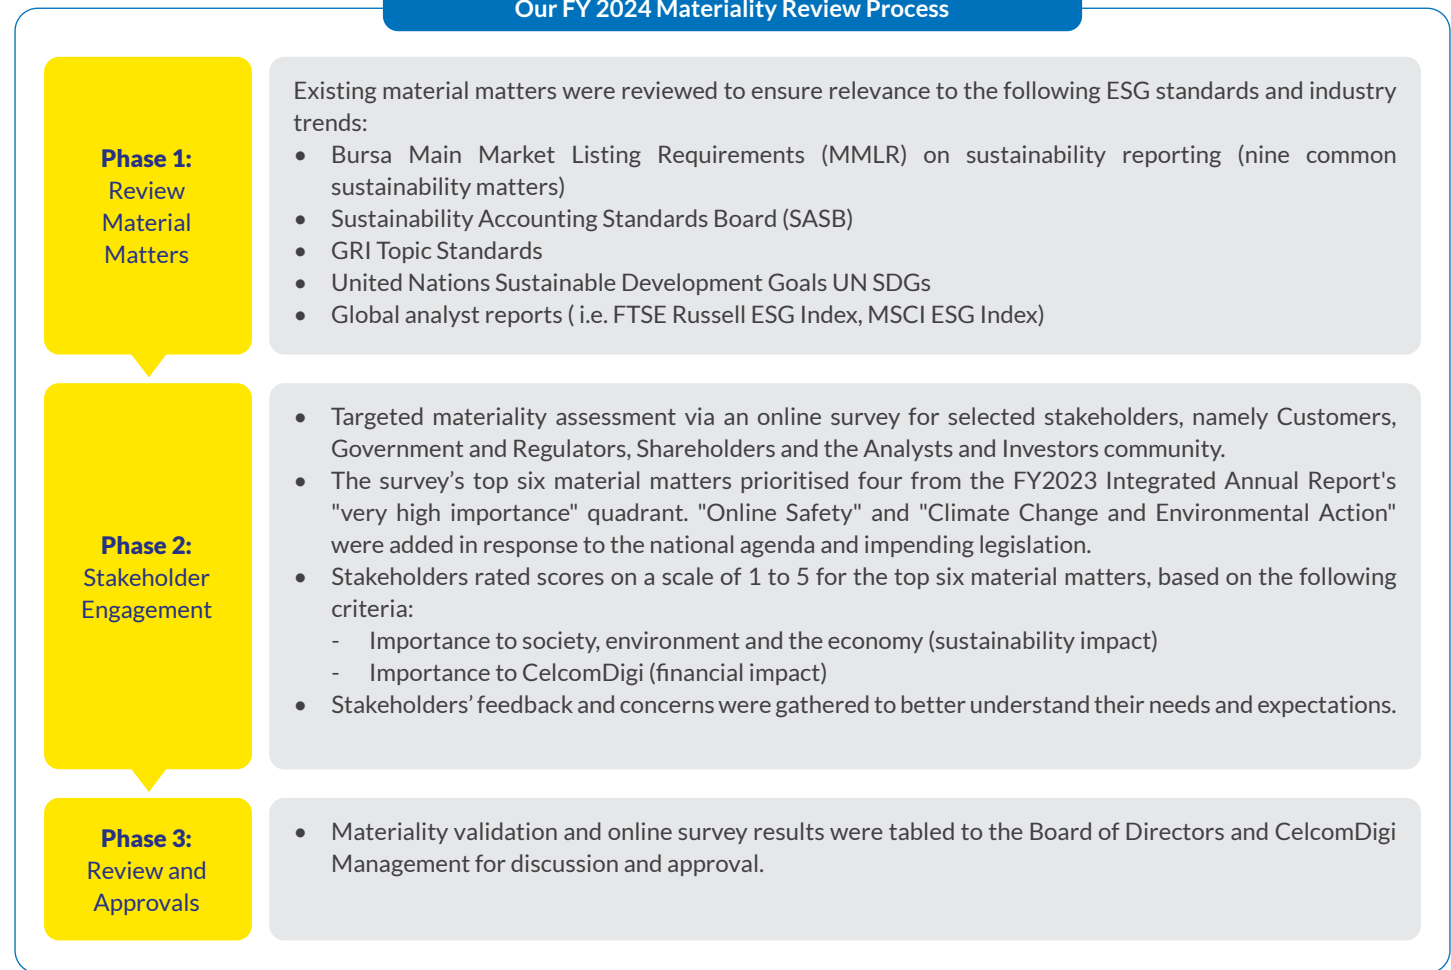 Our FY 2024 Materiality Review Process
Phase 1:
Review
Material
Matters
Existing material matters were reviewed to ensure relevance to the following ESG standards and industry
trends:
• Bursa Main Market Listing Requirements (MMLR) on sustainability reporting (nine common
sustainability matters)
• Sustainability Accounting Standards Board (SASB)
• GRI Topic Standards
• United Nations Sustainable Development Goals UN SDGs
• Global analyst reports ( i.e. FTSE Russell ESG Index, MSCI ESG Index)
Phase 2:
Stakeholder
Engagement
• Targeted materiality assessment via an online survey for selected stakeholders, namely Customers,
Government and Regulators, Shareholders and the Analysts and Investors community.
• The survey’s top six material matters prioritised four from the FY2023 Integrated Annual Report's
"very high importance" quadrant. "Online Safety" and "Climate Change and Environmental Action"
were added in response to the national agenda and impending legislation.
• Stakeholders rated scores on a scale of 1 to 5 for the top six material matters, based on the following
criteria:
- Importance to society, environment and the economy (sustainability impact)
- Importance to CelcomDigi (financial impact)
• Stakeholders’ feedback and concerns were gathered to better understand their needs and expectations.
Phase 3:
Review and
Approvals
• Materiality validation and online survey results were tabled to the Board of Directors and CelcomDigi
Management for discussion and approval.